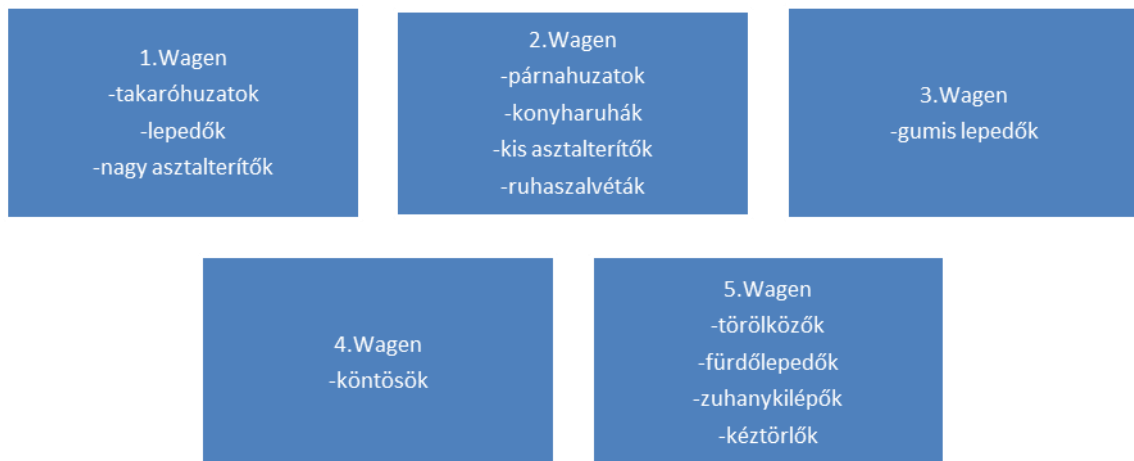 1.Wagen
-takaróhuzatok
-lepedők
-nagy asztalterítők
2.Wagen
-párnahuzatok
-konyharuhák
-kis asztalterítők
-ruhaszalvéták
3.Wagen
-gumis lepedők
4.Wagen
-köntösök
5.Wagen
-törölközők
-fürdőlepedők
-zuhanykilépők
-kéztörlők